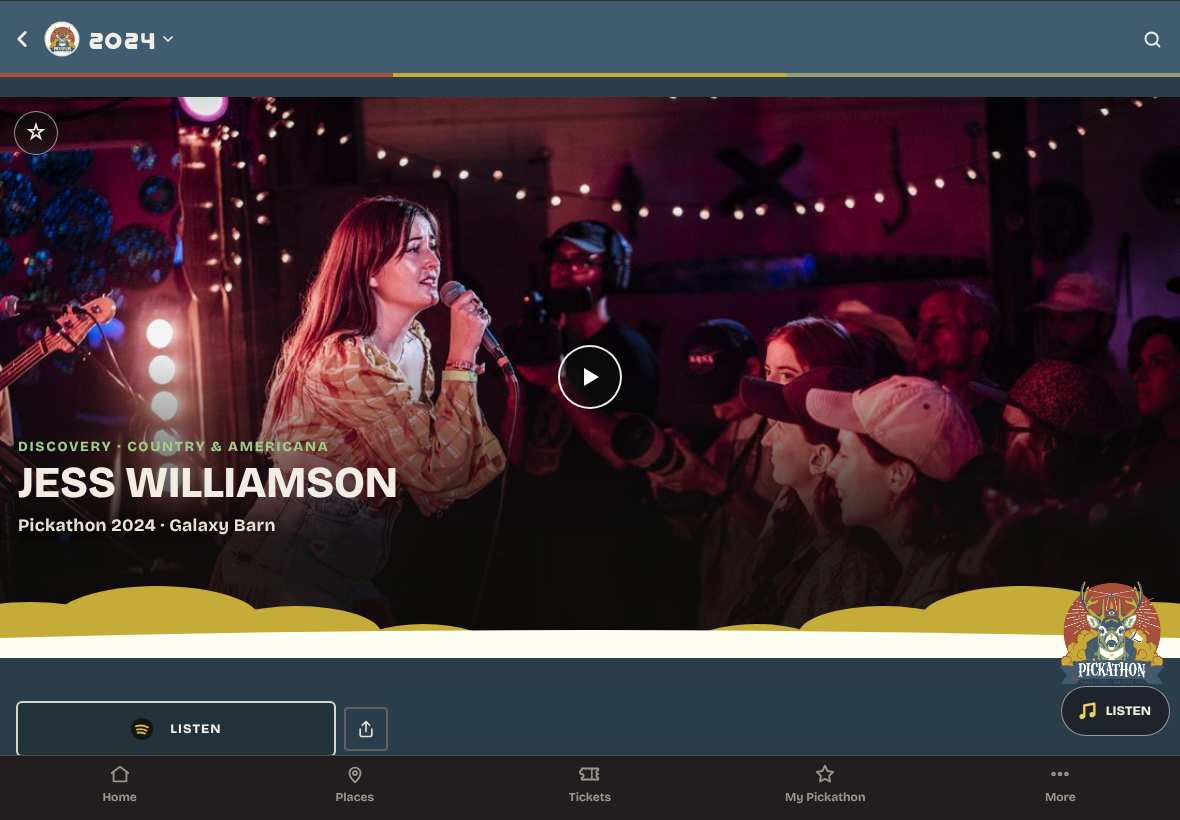 2024
DISCOVERY · COUNTRY & AMERICANA
JESS WILLIAMSON
Pickathon 2024 · Galaxy Barn
NASA
PICKATHON
LISTEN
LISTEN
Home
Places
Tickets
My Pickathon
More